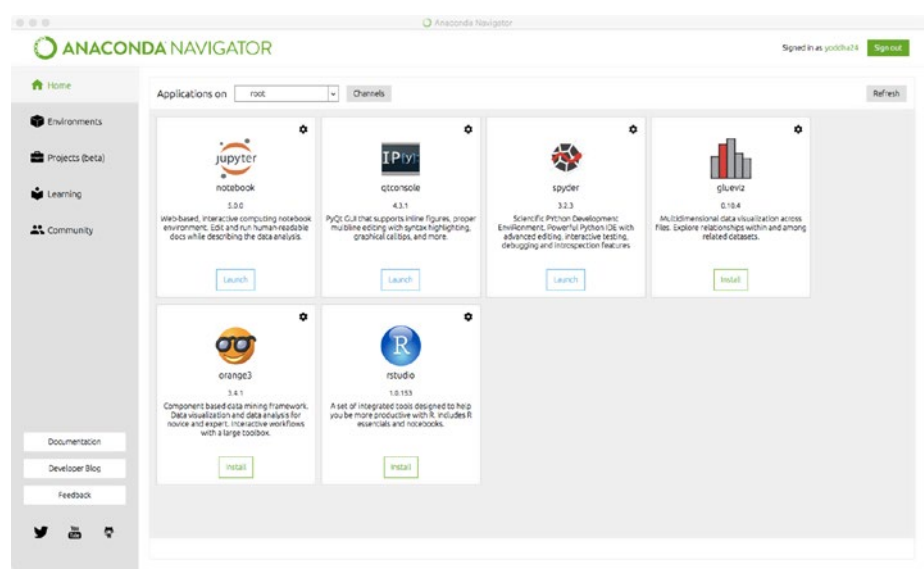 Anaconda Navigator
ANACONDA NAVIGATOR
Signed in as yoddha24
Sign out
Home
Environments
Projects (beta)
Learning
Community
Documentation
Developer Blog
Feedback
You
Tube
Applications on
root
Channels
Refresh
jupyter
notebook
5.0.0
Web-based, interactive computing notebook
environment. Edit and run human-readable
docs while describing the data analysis.
Launch
IP[y]:
qtconsole
4.3.1
PyQt GUI that supports inline figures, proper
multiline editing with syntax highlighting,
graphical calltips, and more.
Launch
spyder
3.2.3
Scientific PYthon Development
EnviRonment. Powerful Python IDE with
advanced editing, interactive testing,
debugging and introspection features
Launch
glueviz
0.10.4
Multidimensional data visualization across
files. Explore relationships within and among
related datasets.
Install
orange3
3.4.1
Component based data mining framework.
Data visualization and data analysis for
novice and expert. Interactive workflows
with a large toolbox.
Install
R
rstudio
1.0.153
A set of integrated tools designed to help
you be more productive with R. Includes R
essentials and notebooks.
Install